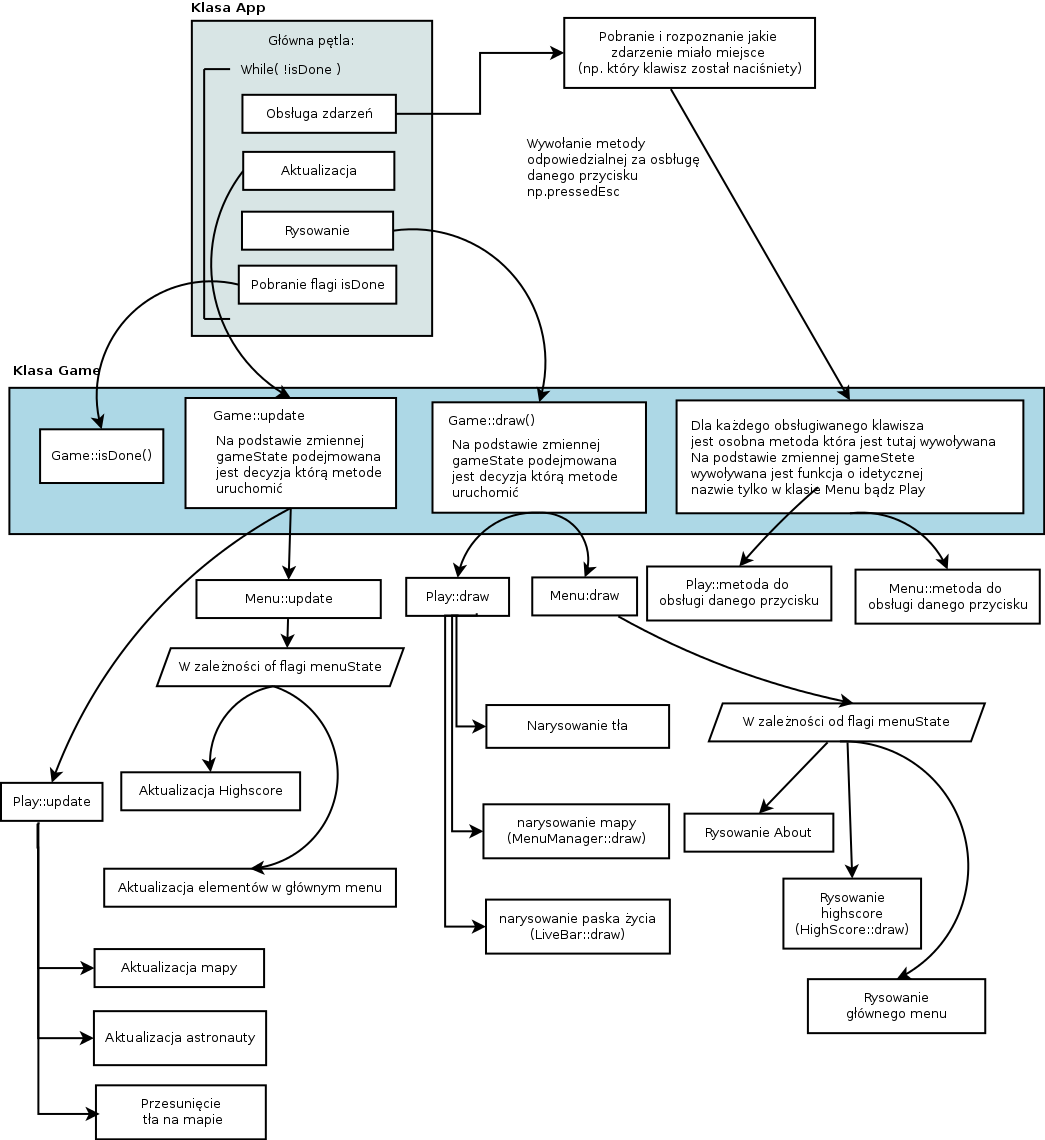 Klasa App
Główna pętla:
While( !isDone )
Obsługa zdarzeń
Aktualizacja
Rysowanie
Pobranie flagi isDone
Pobranie i rozpoznanie jakie
zdarzenie miało miejsce
(np. który klawisz został naciśniety)
Wywołanie metody
odpowiedzialnej za osbługę
danego przycisku
np.pressedEsc
Klasa Game
Game::isDone()
Game::update
Na podstawie zmiennej
gameState podejmowana
jest decyzja którą metode
uruchomić
Game::draw()
Na podstawie zmiennej
gameState podejmowana
jest decyzja którą metode
uruchomić
Dla każdego obsługiwanego klawisza
jest osobna metoda która jest tutaj wywoływana
Na podstawie zmiennej gameStete
wywoływana jest funkcja o idetycznej
nazwie tylko w klasie Menu bądz Play
Menu::update
Play::draw
Menu:draw
Play::metoda do
obsługi danego przycisku
Menu::metoda do
obsługi danego przycisku
W zależności of flagi menuState
Narysowanie tła
W zależności od flagi menuState
Play::update
Aktualizacja Highscore
narysowanie mapy
(MenuManager::draw)
Rysowanie About
Aktualizacja elementów w głównym menu
narysowanie paska życia
(LiveBar::draw)
Rysowanie
highscore
(HighScore::draw)
Aktualizacja mapy
Rysowanie
głównego menu
Aktualizacja astronauty
Przesunięcie
tła na mapie